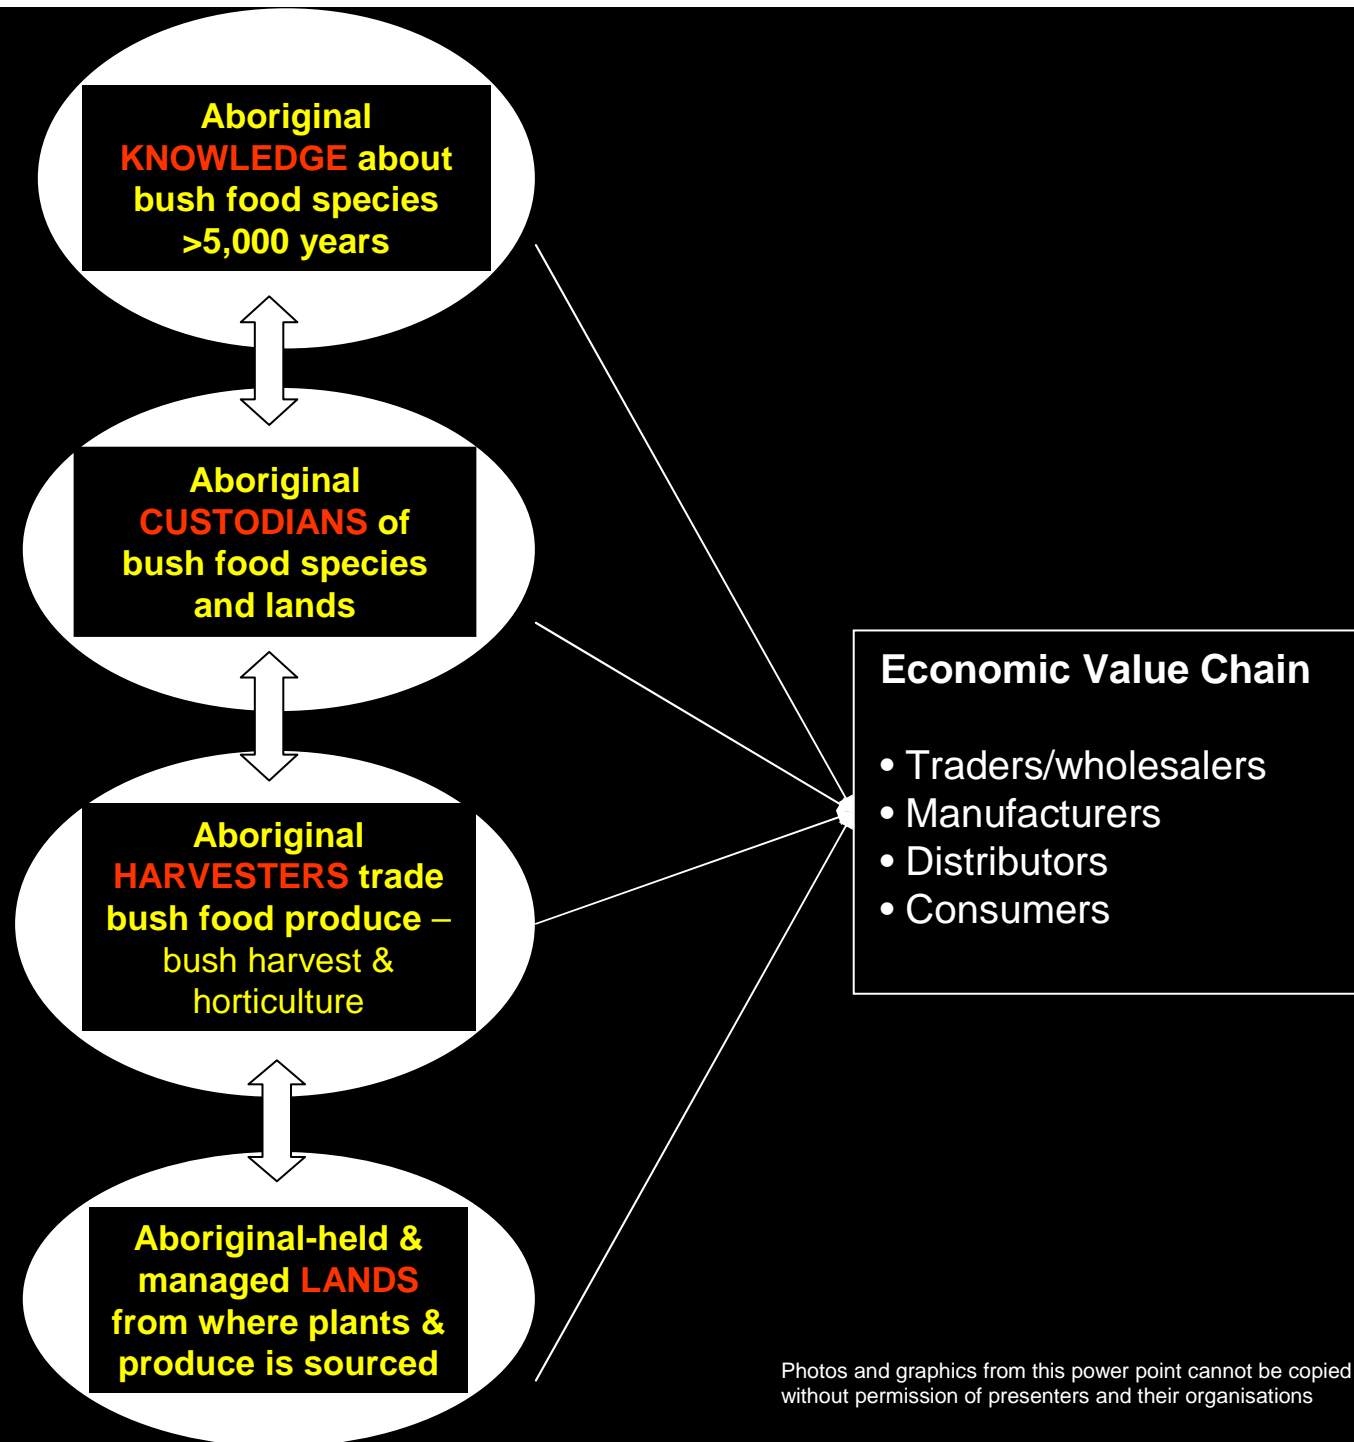 Aboriginal
KNOWLEDGE about
bush food species
>5,000 years
Aboriginal
CUSTODIANS of
bush food species
and lands
Aboriginal
HARVESTERS trade
bush food produce –
bush harvest &
horticulture
Aboriginal-held &
managed LANDS
from where plants &
produce is sourced
Economic Value Chain
• Traders/wholesalers
• Manufacturers
• Distributors
• Consumers
Photos and graphics from this power point cannot be copied
without permission of presenters and their organisations